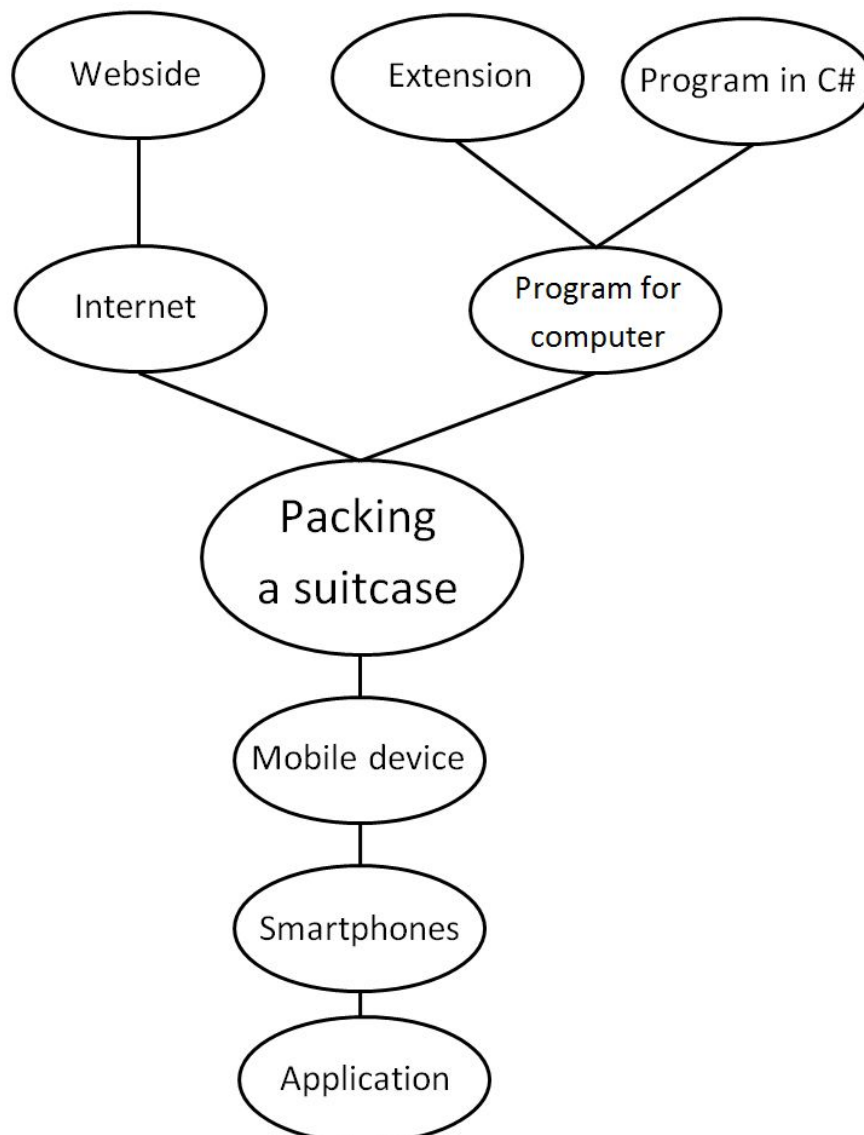 Webside
Extension
Program in C#
Internet
Program for
computer
Packing
a suitcase
Mobile device
Smartphones
Application